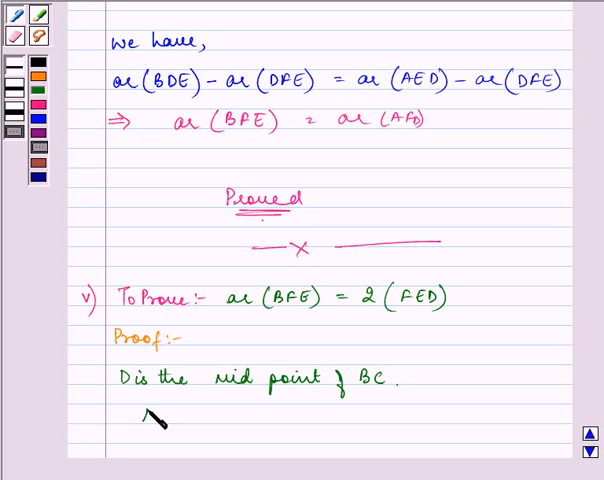 We have,
ar (BDE) - ar (DFE) = ar (AED) - ar (DFE)
⇒ ar (BFE) = ar (AFD)
Proved
x
v) To Prove:- ar (BFE) = 2 (FED)
Proof:-
D is the mid point of BC.